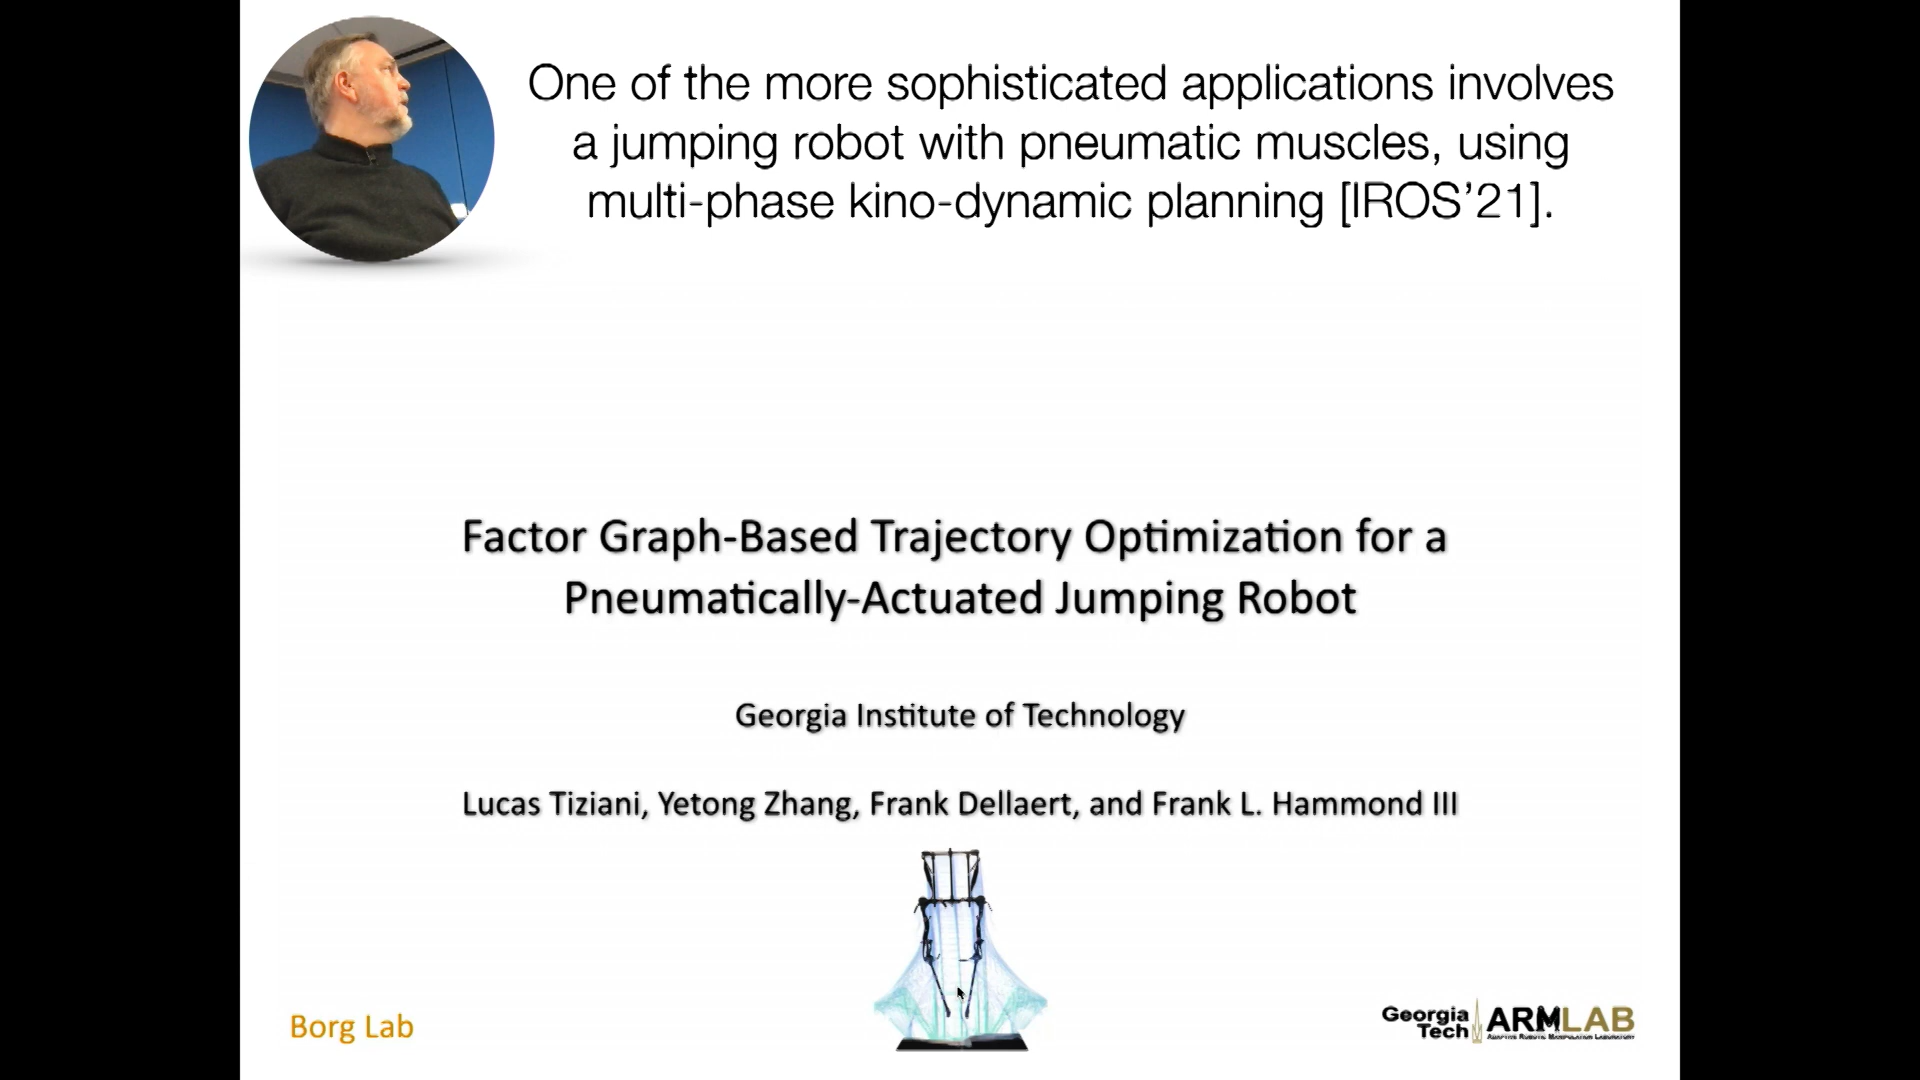 One of the more sophisticated applications involves
a jumping robot with pneumatic muscles, using
multi-phase kino-dynamic planning [IROS’21].
Factor Graph-Based Trajectory Optimization for a
Pneumatically-Actuated Jumping Robot
Georgia Institute of Technology
Lucas Tiziani, Yetong Zhang, Frank Dellaert, and Frank L. Hammond III
Borg Lab
Georgia
Tech
ARMLAB